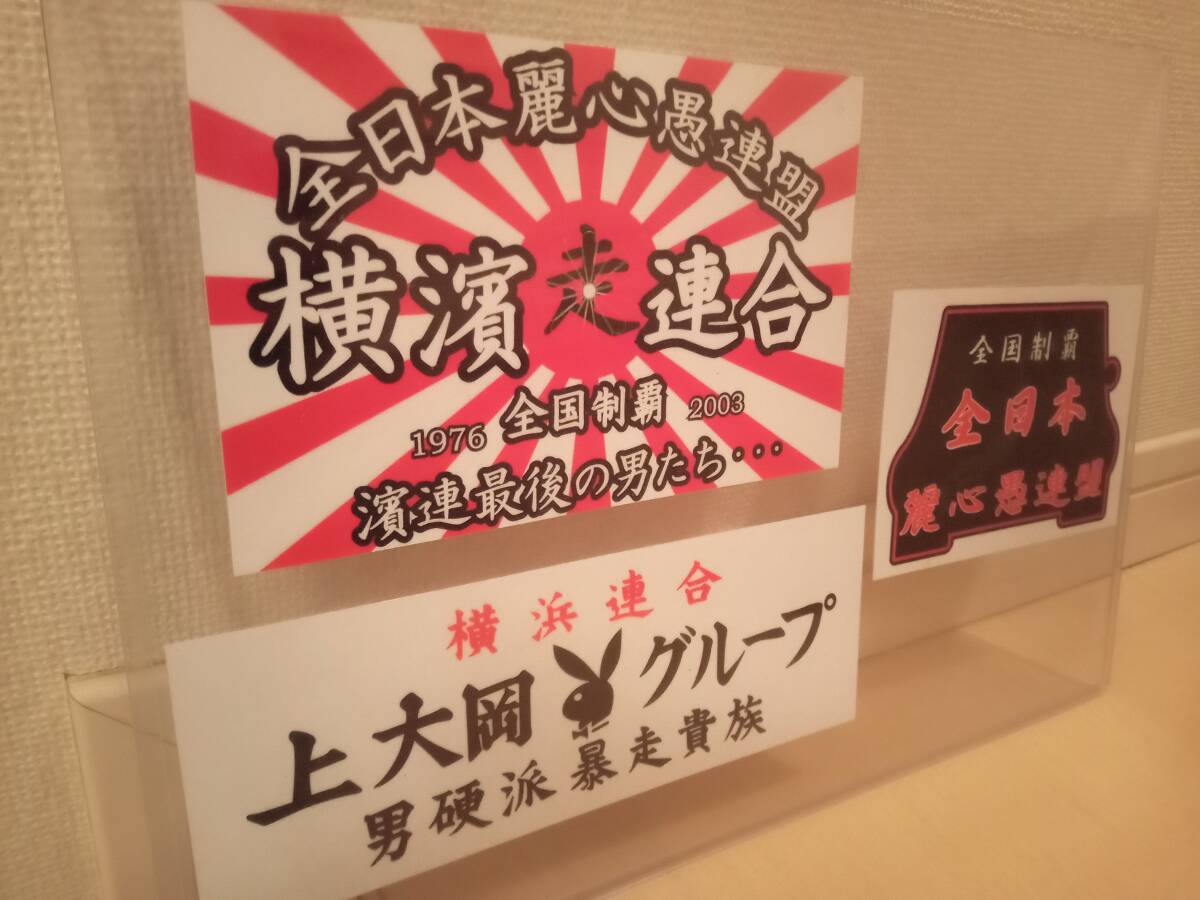 全日本麗心愚連盟
横濱走連合
1976 全国制覇 2003
濱連最後の男たち・・・
全国制覇
全日本
麗心愚連盟
横浜連合
上大岡グループ
男硬派暴走貴族